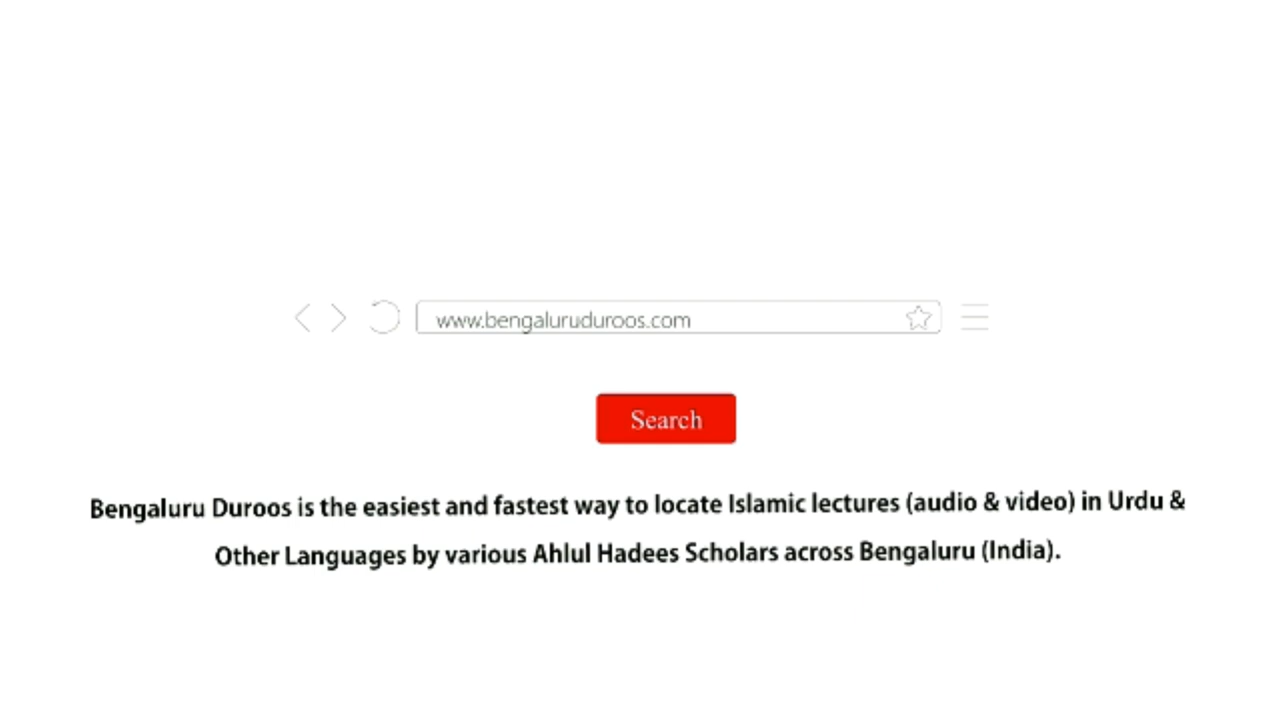 www.bengaluruduroos.com
Search
Bengaluru Duroos is the easiest and fastest way to locate Islamic lectures (audio & video) in Urdu &
Other Languages by various Ahlul Hadees Scholars across Bengaluru (India).